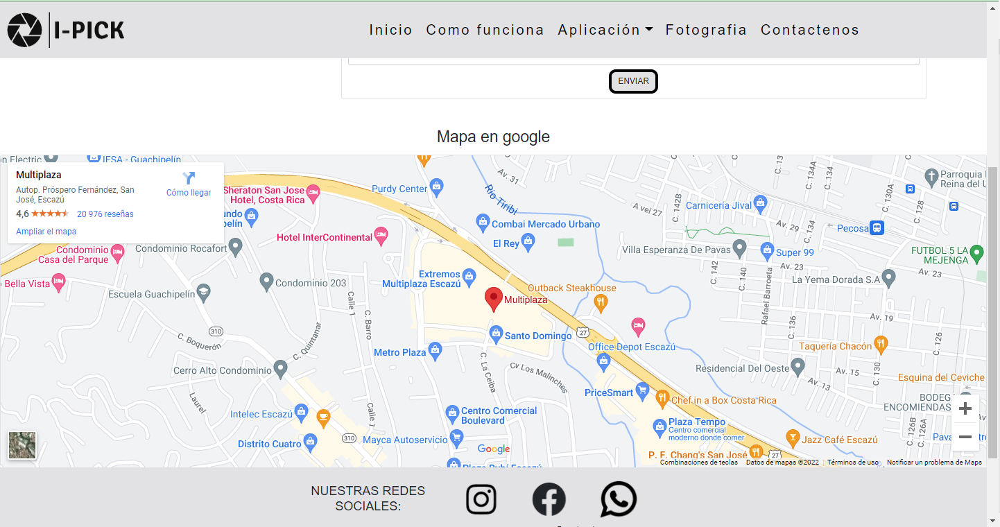 I-PICK
Inicio Como funciona Aplicación Fotografia Contactenos
ENVIAR
Mapa en google
Multiplaza
Autop. Próspero Fernández, San
José, Escazú
4,6
20 976 reseñas
Ampliar el mapa
Cómo llegar
n Electric
IESA - Guachipelín
Sheraton San Jose
Hotel, Costa Rica
undo
pelín
Purdy Center
Río Tiribi
Av. 31
A vei 27
C. 142B
C. 134A
C. 134
C. 130A
C. 128
Parroquia
Reina del
Carnicería Jival
Av. 29
Pecosa
Combai Mercado Urbano
El Rey
Hotel InterContinental
Condominio
Casa del Parque
Condominio Rocafort
Villa Esperanza De Pavas
Super 99
FUTBOL 5 LA
MEJENGA
Bella Vista
Condominio 203
Escuela Guachipelín
Extremos
Multiplaza Escazú
Outback Steakhouse
Multiplaza
C. 142
C. 140
Av. 23
Av. 23
La Yema Dorada S.A
Rafael Barroeta
Calle 1
C. Barro
Av. 19
310
C. Boquerón
C. Quintanar
Santo Domingo
27
Office Depot Escazú
Taquería Chacón
C. 126
Metro Plaza
C. La Ceiba
Cv Los Malinches
Cerro Alto Condominio
Residencial Del Oeste
Av. 15
C. 130
Av. 13
Esquina del Ceviche
PriceSmart
Chef in a Box Costa Rica
BODEG
ENCOMIENDAS
Laurel
Calle 1
Intelec Escazú
Centro Comercial
Boulevard
Plaza Tempo
Centro comercial
moderno donde comer
C. 126B
C. 126A
Distrito Cuatro
310
Mayca Autoservicio
Jazz Café Escazú
P. F. Chang's San José
27
Plaza Rubí Escazú
Google
Combinaciones de teclas Datos de mapas ©2022 Términos de uso Notificar un problema de Maps
NUESTRAS REDES
SOCIALES: